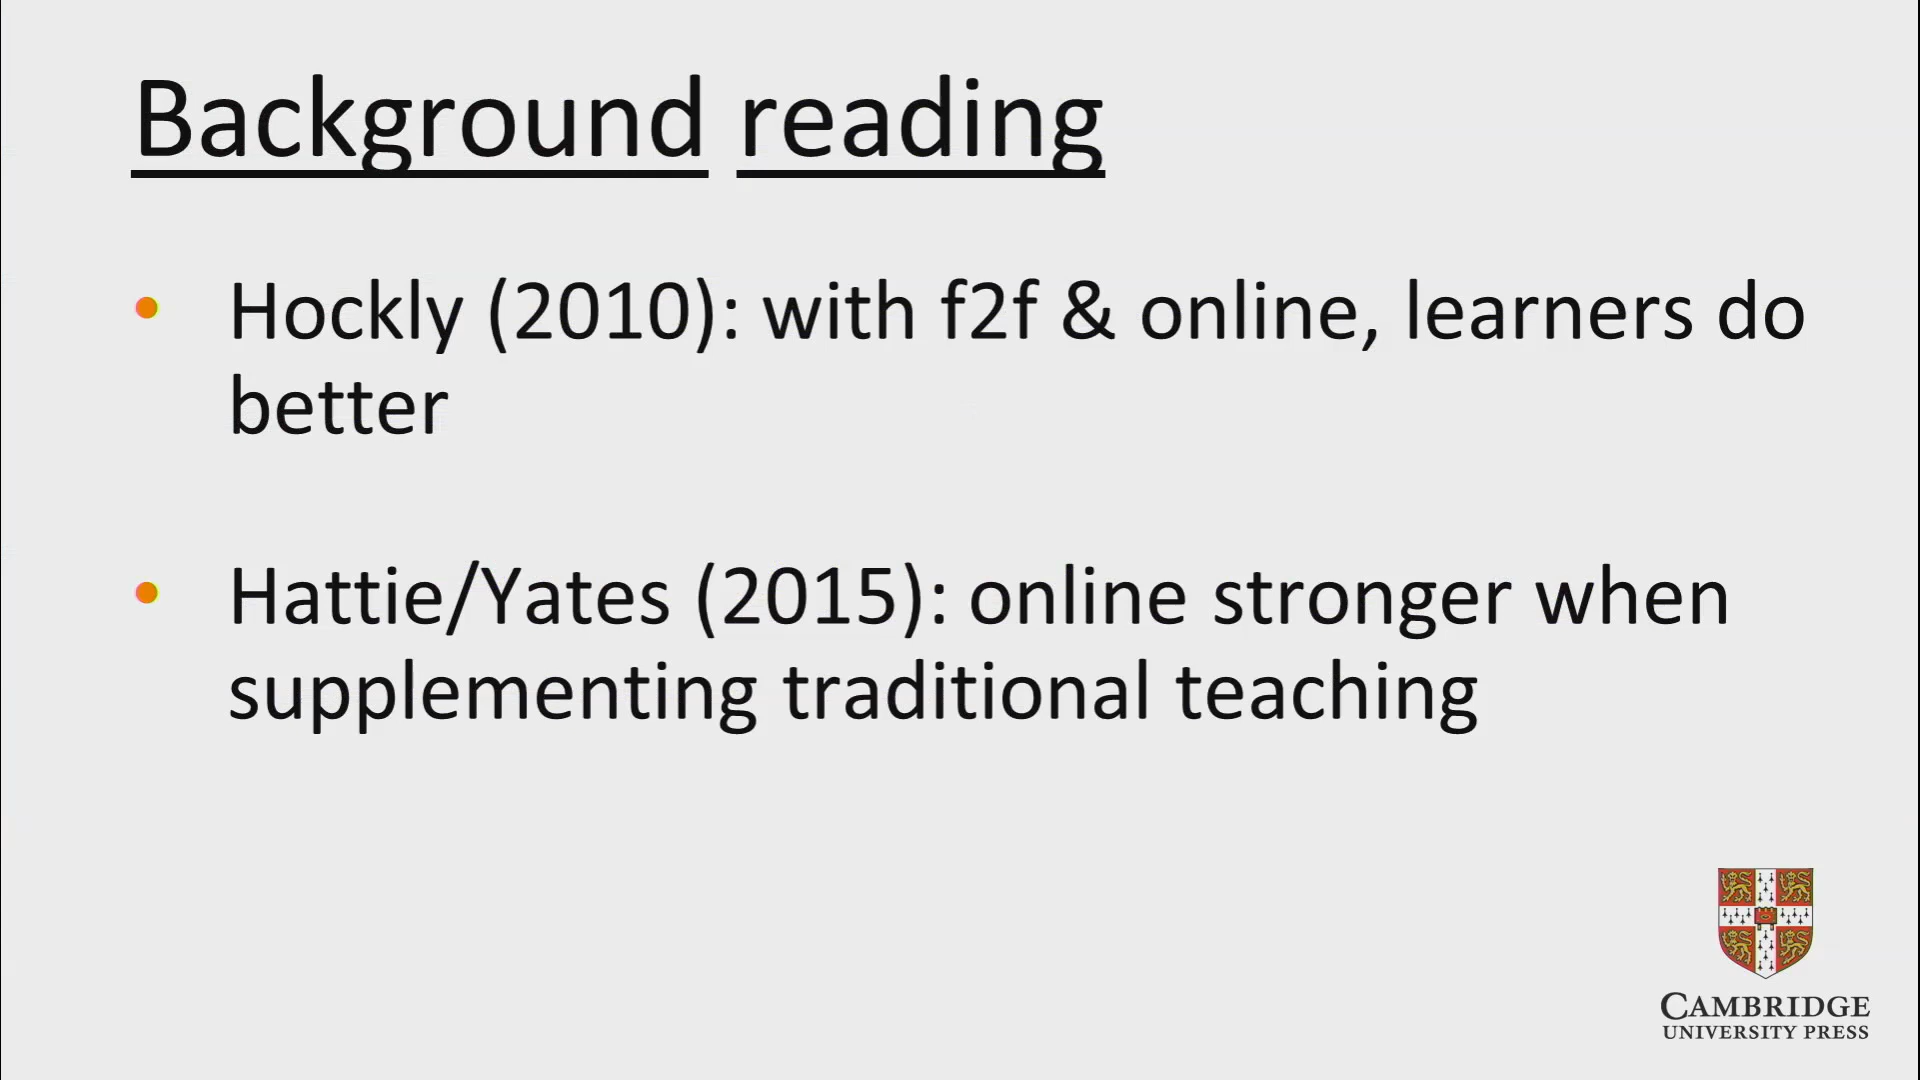 Background reading
• Hockly (2010): with f2f & online, learners do
better
• Hattie/Yates (2015): online stronger when
supplementing traditional teaching
CAMBRIDGE
UNIVERSITY PRESS